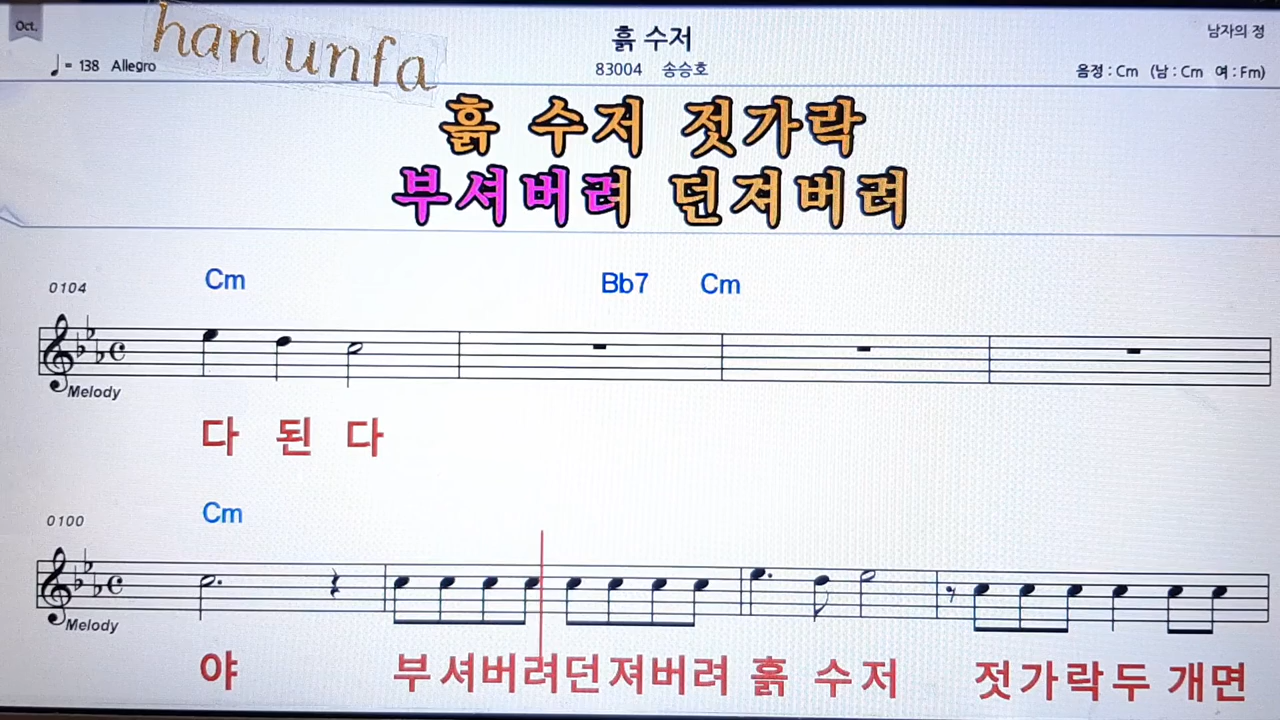 Oct.
han unfa
흙 수저
남자의 정
♩ = 138 Allegro
83004 송승호
음정 : Cm (남 : Cm 여 : Fm)
흙 수저 젓가락
부셔버려 던져버려
0104
Cm Bb7 Cm
Melody
다 된 다
0100
Cm
Melody
야 부셔버려던져버려 흙 수저 젓가락두 개면